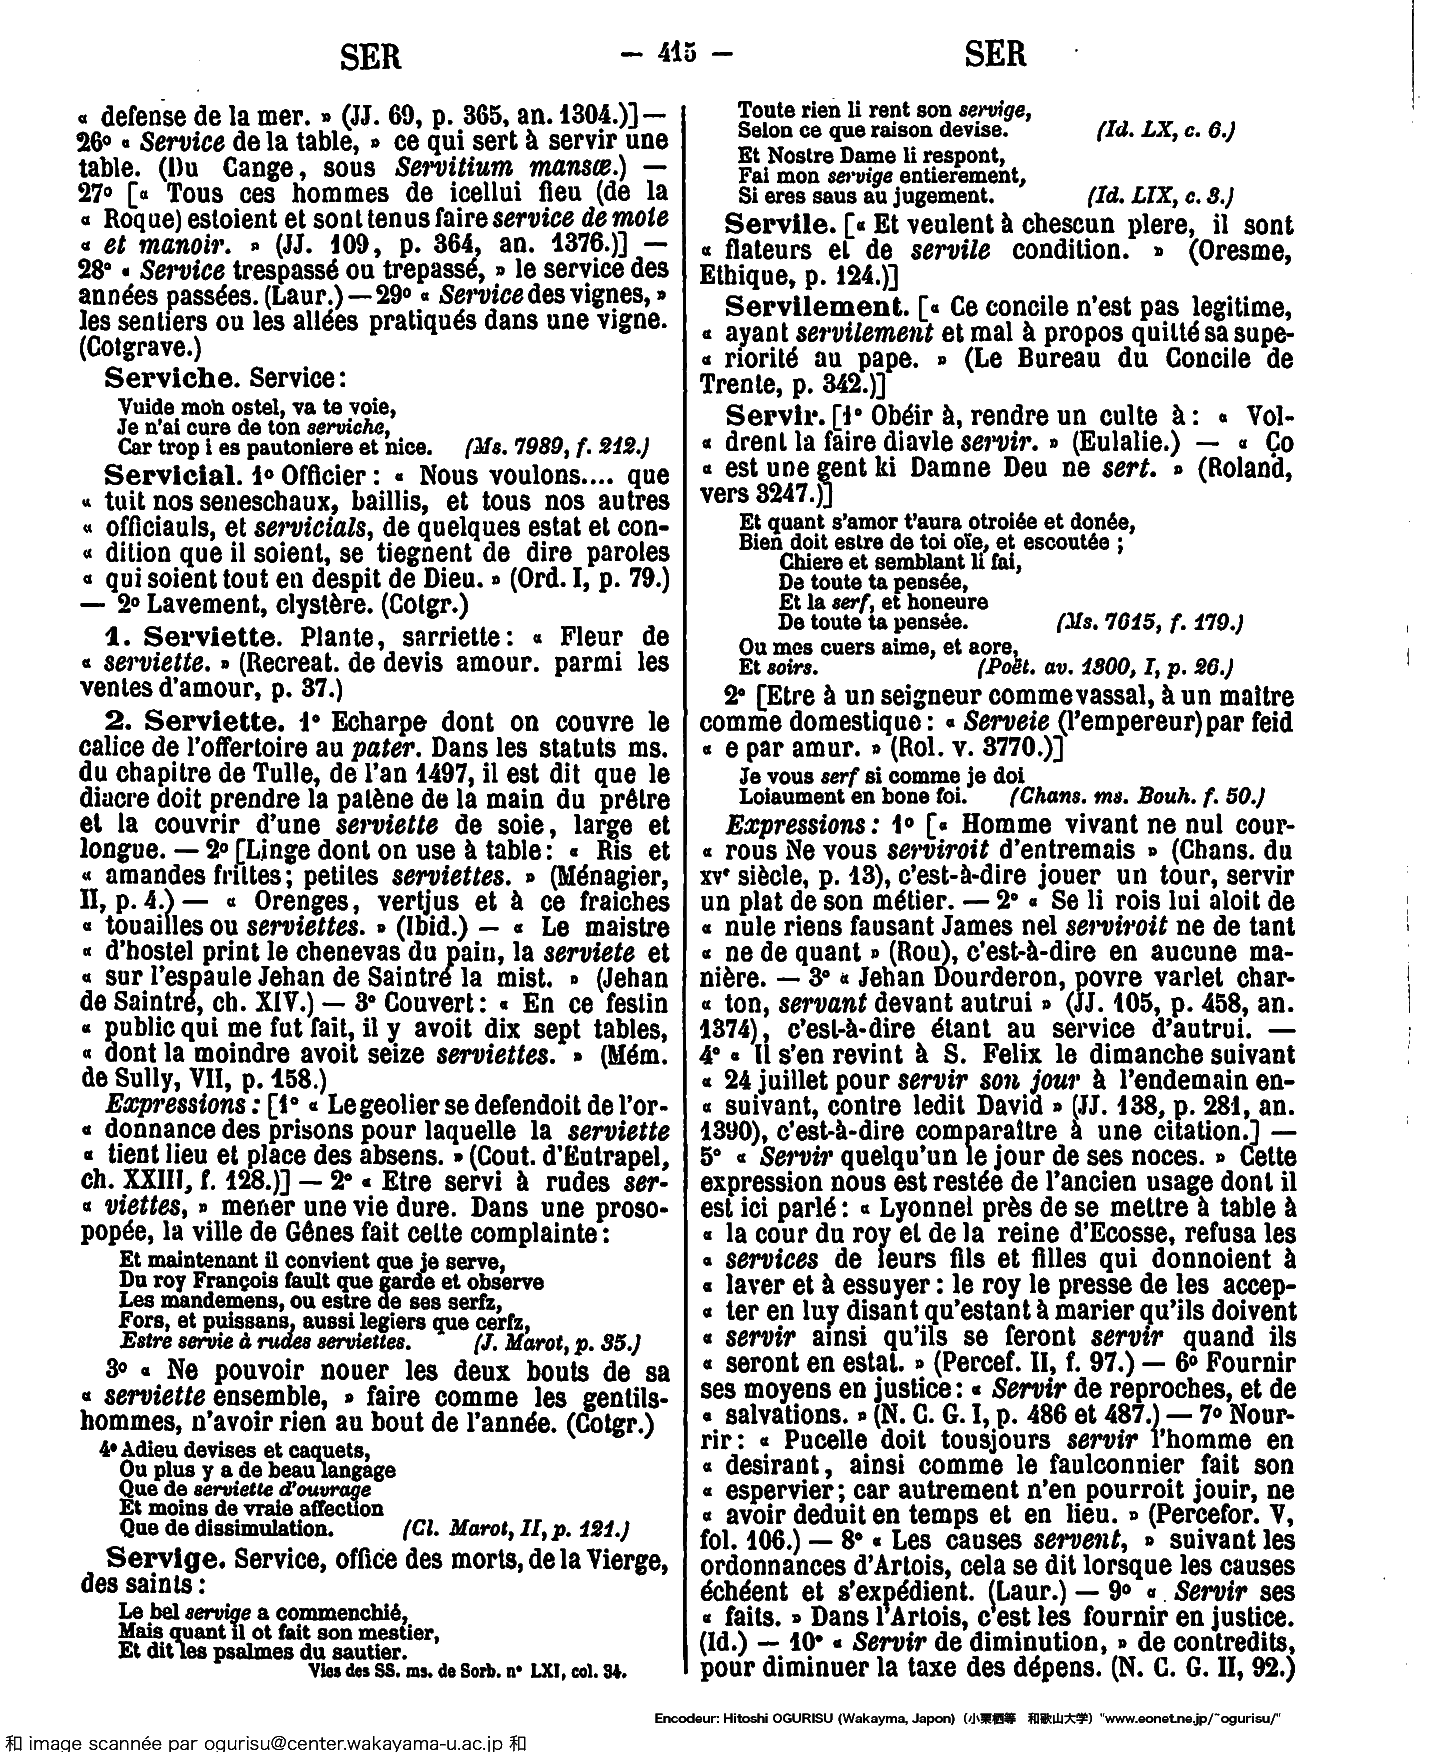 SER — 415 — SER
« defense de la mer. » (JJ. 69, p. 365, an. 1304.)] —
26º « Service de la table, » ce qui sert à servir une
table. (Du Cange, sous Servitium mansæ.) —
27º [« Tous ces hommes de icellui fieu (de la
« Roque) estoient et sont tenus faire service de mote
« et manoir. » (JJ. 109, p. 364, an. 1376.)] —
28º « Service trespassé ou trepassé, » le service des
années passées. (Laur.) — 29º « Service des vignes, »
les sentiers ou les allées pratiqués dans une vigne.
(Cotgrave.)
Serviche. Service :
Vuide moh ostel, va te voie,
Je n'ai cure de ton serviche,
Car trop i es pautoniere et nice. (Ms. 7989, f. 212.)
Servicial. 1º Officier : « Nous voulons.... que
« tuit nos seneschaux, baillis, et tous nos autres
« officiauls, et servicials, de quelques estat et con-
« dition que il soient, se tiegnent de dire paroles
« qui soient tout en despit de Dieu. » (Ord. I, p. 79.)
— 2º Lavement, clystère. (Cotgr.)
1. Serviette. Plante, sarriette : « Fleur de
« serviette. » (Recreat. de devis amour. parmi les
ventes d'amour, p. 37.)
2. Serviette. 1º Echarpe dont on couvre le
calice de l'offertoire au pater. Dans les statuts ms.
du chapitre de Tulle, de l'an 1497, il est dit que le
diacre doit prendre la patène de la main du prêtre
et la couvrir d'une serviette de soie, large et
longue. — 2º [Linge dont on use à table : « Ris et
« amandes frittes ; petites serviettes. » (Ménagier,
II, p. 4.) — « Orenges, vertjus et à ce fraiches
« touailles ou serviettes. » (Ibid.) — « Le maistre
« d'hostel print le chenevas du pain, la serviete et
« sur l'espaule Jehan de Saintré la mist. » (Jehan
de Saintré, ch. XIV.) — 3º Couvert : « En ce festin
« public qui me fut fait, il y avoit dix sept tables,
« dont la moindre avoit seize serviettes. » (Mém.
de Sully, VII, p. 158.)
Expressions : [1º « Le geolier se defendoit de l'or-
« donnance des prisons pour laquelle la serviette
« tient lieu et place des absens. » (Cout. d'Eutrapel,
ch. XXIII, f. 128.)] — 2º « Etre servi à rudes ser-
« viettes, » mener une vie dure. Dans une proso-
popée, la ville de Gênes fait cette complainte :
Et maintenant il convient que je serve,
Du roy François fault que garde et observe
Les mandemens, ou estre de ses serfz,
Fors, et puissans, aussi legiers que cerfz,
Estre servie à rudes serviettes. (J. Marot, p. 35.)
3º « Ne pouvoir nouer les deux bouts de sa
« serviette ensemble, » faire comme les gentils-
hommes, n'avoir rien au bout de l'année. (Cotgr.)
4º Adieu devises et caquets,
Ou plus y a de beau langage
Que de serviette d'ouvrage
Et moins de vraie affection
Que de dissimulation. (Cl. Marot, II, p. 121.)
Servige. Service, office des morts, de la Vierge,
des saints :
Le bel servige a commenchié,
Mais quant il ot fait son mestier,
Et dit les psalmes du sautier.
Vies des SS. ms. de Sorb. nº LXI, col. 34.
Toute rien li rent son servige,
Selon ce que raison devise. (Id. LX, c. 6.)
Et Nostre Dame li respont,
Fai mon servige entierement,
Si eres saus au jugement. (Id. LIX, c. 3.)
Servile. [« Et veulent à chescun plere, il sont
« flateurs et de servile condition. » (Oresme,
Ethique, p. 124.)]
Servilement. [« Ce concile n'est pas legitime,
« ayant servilement et mal à propos quitté sa supe-
« riorité au pape. » (Le Bureau du Concile de
Trente, p. 342.)]
Servir. [1º Obéir à, rendre un culte à : « Vol-
« drent la faire diavle servir. » (Eulalie.) — « Ço
« est une gent ki Damne Deu ne sert. » (Roland,
vers 3247.)]
Et quant s'amor t'aura otroiée et donée,
Bien doit estre de toi oïe, et escoutée ;
Chiere et semblant li fai,
De toute ta pensée,
Et la serf, et honeure
De toute ta pensée. (Ms. 7615, f. 179.)
Ou mes cuers aime, et aore,
Et soirs. (Poët. av. 1300, I, p. 26.)
2º [Etre à un seigneur comme vassal, à un maître
comme domestique : « Serveie (l'empereur) par feid
« e par amur. » (Rol. v. 3770.)]
Je vous serf si comme je doi
Loiaument en bone foi. (Chans. ms. Bouh. f. 50.)
Expressions : 1º [« Homme vivant ne nul cour-
« rous Ne vous serviroit d'entremais » (Chans. du
xvº siècle, p. 13), c'est-à-dire jouer un tour, servir
un plat de son métier. — 2º « Se li rois lui aloit de
« nule riens fausant James nel serviroit ne de tant
« ne de quant » (Rou), c'est-à-dire en aucune ma-
nière. — 3º « Jehan Dourderon, povre varlet char-
« ton, servant devant autrui » (JJ. 105, p. 458, an.
1374), c'est-à-dire étant au service d'autrui. —
4º « Il s'en revint à S. Felix le dimanche suivant
« 24 juillet pour servir son jour à l'endemain en-
« suivant, contre ledit David » (JJ. 138, p. 281, an.
1390), c'est-à-dire comparaître à une citation.] —
5º « Servir quelqu'un le jour de ses noces. » Cette
expression nous est restée de l'ancien usage dont il
est ici parlé : « Lyonnel près de se mettre à table à
« la cour du roy et de la reine d'Ecosse, refusa les
« services de leurs fils et filles qui donnoient à
« laver et à essuyer : le roy le presse de les accep-
« ter en luy disant qu'estant à marier qu'ils doivent
« servir ainsi qu'ils se feront servir quand ils
« seront en estat. » (Percef. II, f. 97.) — 6º Fournir
ses moyens en justice : « Servir de reproches, et de
« salvations. » (N. C. G. I, p. 486 et 487.) — 7º Nour-
rir : « Pucelle doit tousjours servir l'homme en
« desirant, ainsi comme le faulconnier fait son
« espervier ; car autrement n'en pourroit jouir, ne
« avoir deduit en temps et en lieu. » (Percefor. V,
fol. 106.) — 8º « Les causes servent, » suivant les
ordonnances d'Artois, cela se dit lorsque les causes
échéent et s'expédient. (Laur.) — 9º « Servir ses
« faits. » Dans l'Artois, c'est les fournir en justice.
(Id.) — 10º « Servir de diminution, » de contredits,
pour diminuer la taxe des dépens. (N. C. G. II, 92.)
Encodeur: Hitoshi OGURISU (Wakayma, Japon) (小栗栖等 和歌山大学) "www.eonet.ne.jp/~ogurisu/"
和 image scannée par ogurisu@center.wakayama-u.ac.jp 和